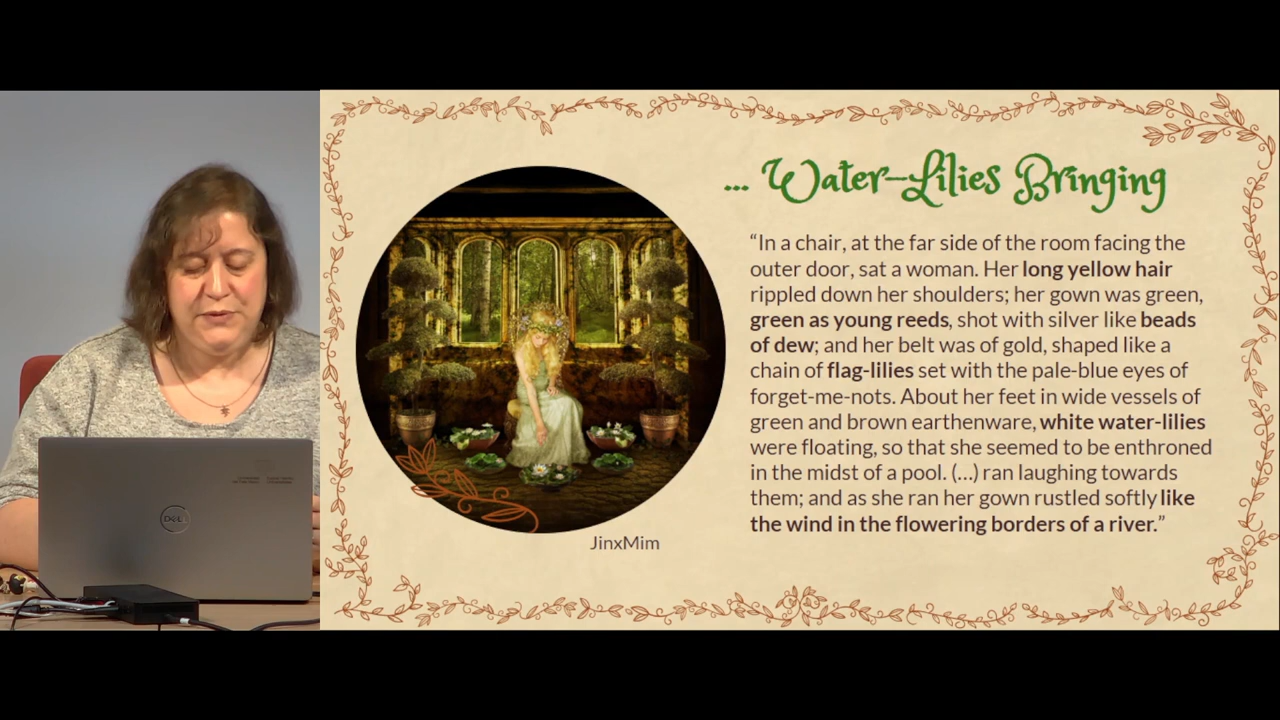 ... Water-Lilies Bringing
“In a chair, at the far side of the room facing the
outer door, sat a woman. Her long yellow hair
rippled down her shoulders; her gown was green,
green as young reeds, shot with silver like beads
of dew; and her belt was of gold, shaped like a
chain of flag-lilies set with the pale-blue eyes of
forget-me-nots. About her feet in wide vessels of
green and brown earthenware, white water-lilies
were floating, so that she seemed to be enthroned
in the midst of a pool. (...) ran laughing towards
them; and as she ran her gown rustled softly like
the wind in the flowering borders of a river.”
JinxMim
DELL